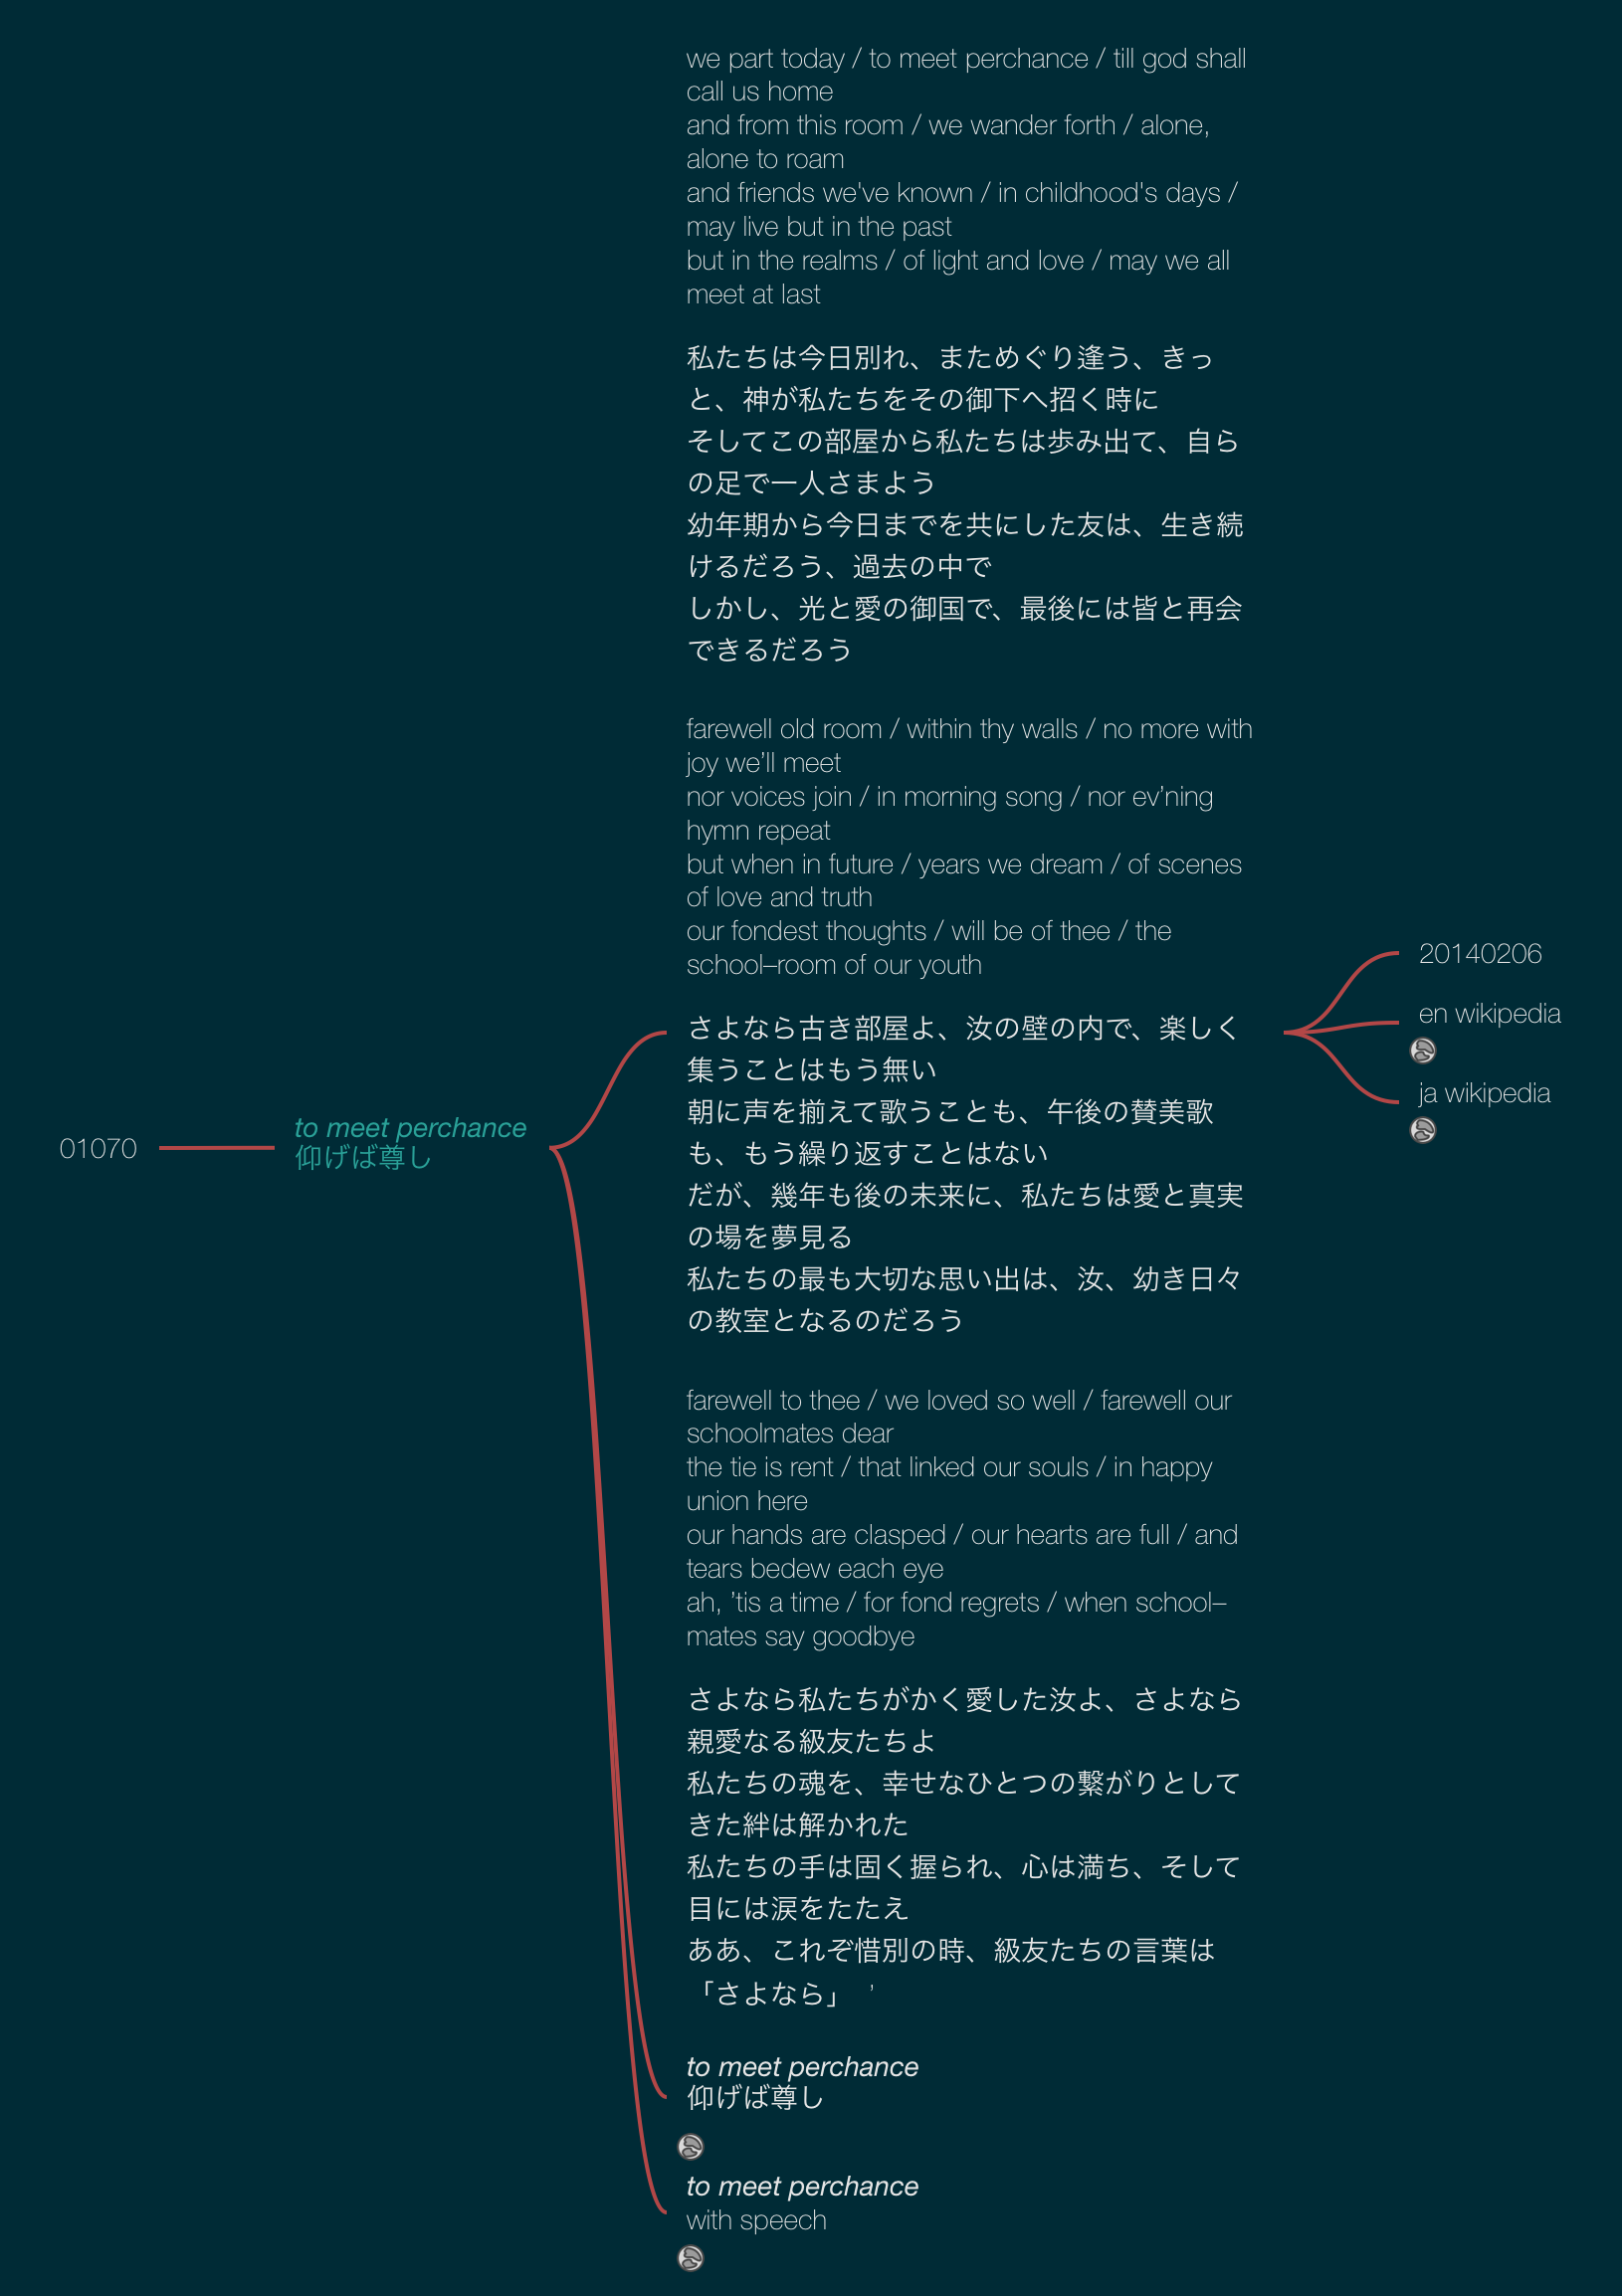 01070
to meet perchance
仰げば尊し
we part today / to meet perchance / till god shall
call us home
and from this room / we wander forth / alone,
alone to roam
and friends we've known / in childhood's days /
may live but in the past
but in the realms / of light and love / may we all
meet at last
私たちは今日別れ、まためぐり逢う、きっ
と、神が私たちをその御下へ招く時に
そしてこの部屋から私たちは歩み出て、自ら
の足で一人さまよう
幼年期から今日までを共にした友は、生き続
けるだろう、過去の中で
しかし、光と愛の御国で、最後には皆と再会
できるだろう
farewell old room / within thy walls / no more with
joy we’ll meet
nor voices join / in morning song / nor ev’ning
hymn repeat
but when in future / years we dream / of scenes
of love and truth
our fondest thoughts / will be of thee / the
school–room of our youth
さよなら古き部屋よ、汝の壁の内で、楽しく
集うことはもう無い
朝に声を揃えて歌うことも、午後の賛美歌
も、もう繰り返すことはない
だが、幾年も後の未来に、私たちは愛と真実
の場を夢見る
私たちの最も大切な思い出は、汝、幼き日々
の教室となるのだろう
farewell to thee / we loved so well / farewell our
schoolmates dear
the tie is rent / that linked our souls / in happy
union here
our hands are clasped / our hearts are full / and
tears bedew each eye
ah, ’tis a time / for fond regrets / when school–
mates say goodbye
さよなら私たちがかく愛した汝よ、さよなら
親愛なる級友たちよ
私たちの魂を、幸せなひとつの繋がりとして
きた絆は解かれた
私たちの手は固く握られ、心は満ち、そして
目には涙をたたえ
ああ、これぞ惜別の時、級友たちの言葉は
「さよなら」 ’
20140206
en wikipedia
ja wikipedia
to meet perchance
仰げば尊し
to meet perchance
with speech